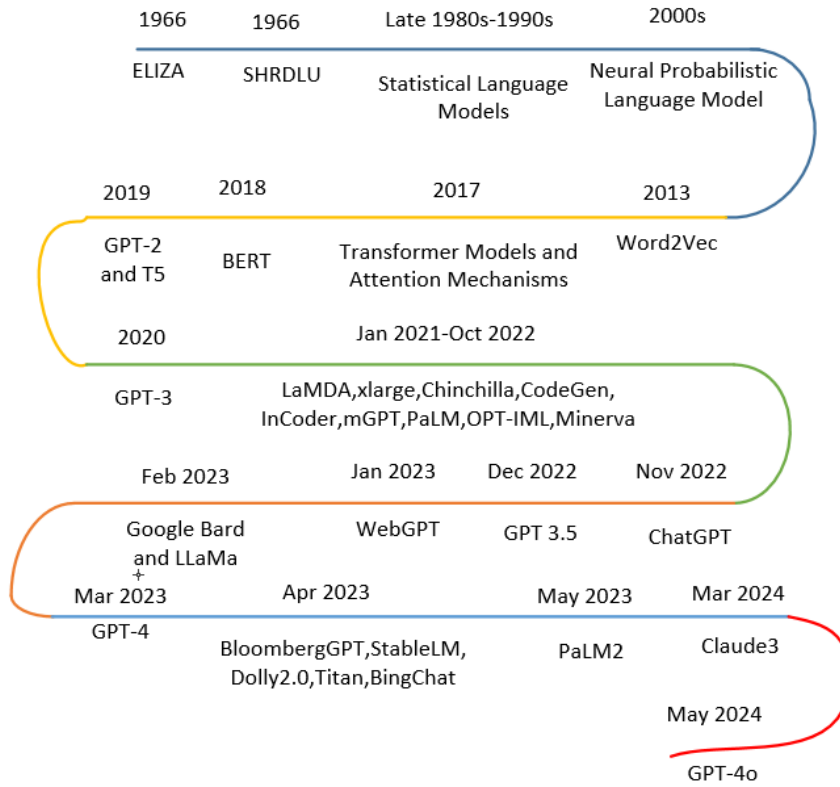 1966
1966
Late 1980s-1990s
2000s
ELIZA
SHRDLU
Statistical Language
Models
Neural Probabilistic
Language Model
2019
2018
2017
2013
GPT-2
and T5
BERT
Transformer Models and
Attention Mechanisms
Word2Vec
2020
Jan 2021-Oct 2022
GPT-3
LaMDA,xlarge,Chinchilla,CodeGen,
InCoder,mGPT,PaLM,OPT-IML,Minerva
Feb 2023
Jan 2023
Dec 2022
Nov 2022
Google Bard
and LLaMa
WebGPT
GPT 3.5
ChatGPT
Mar 2023
Apr 2023
May 2023
Mar 2024
GPT-4
BloombergGPT,StableLM,
Dolly2.0,Titan,BingChat
PaLM2
Claude3
May 2024
GPT-4o